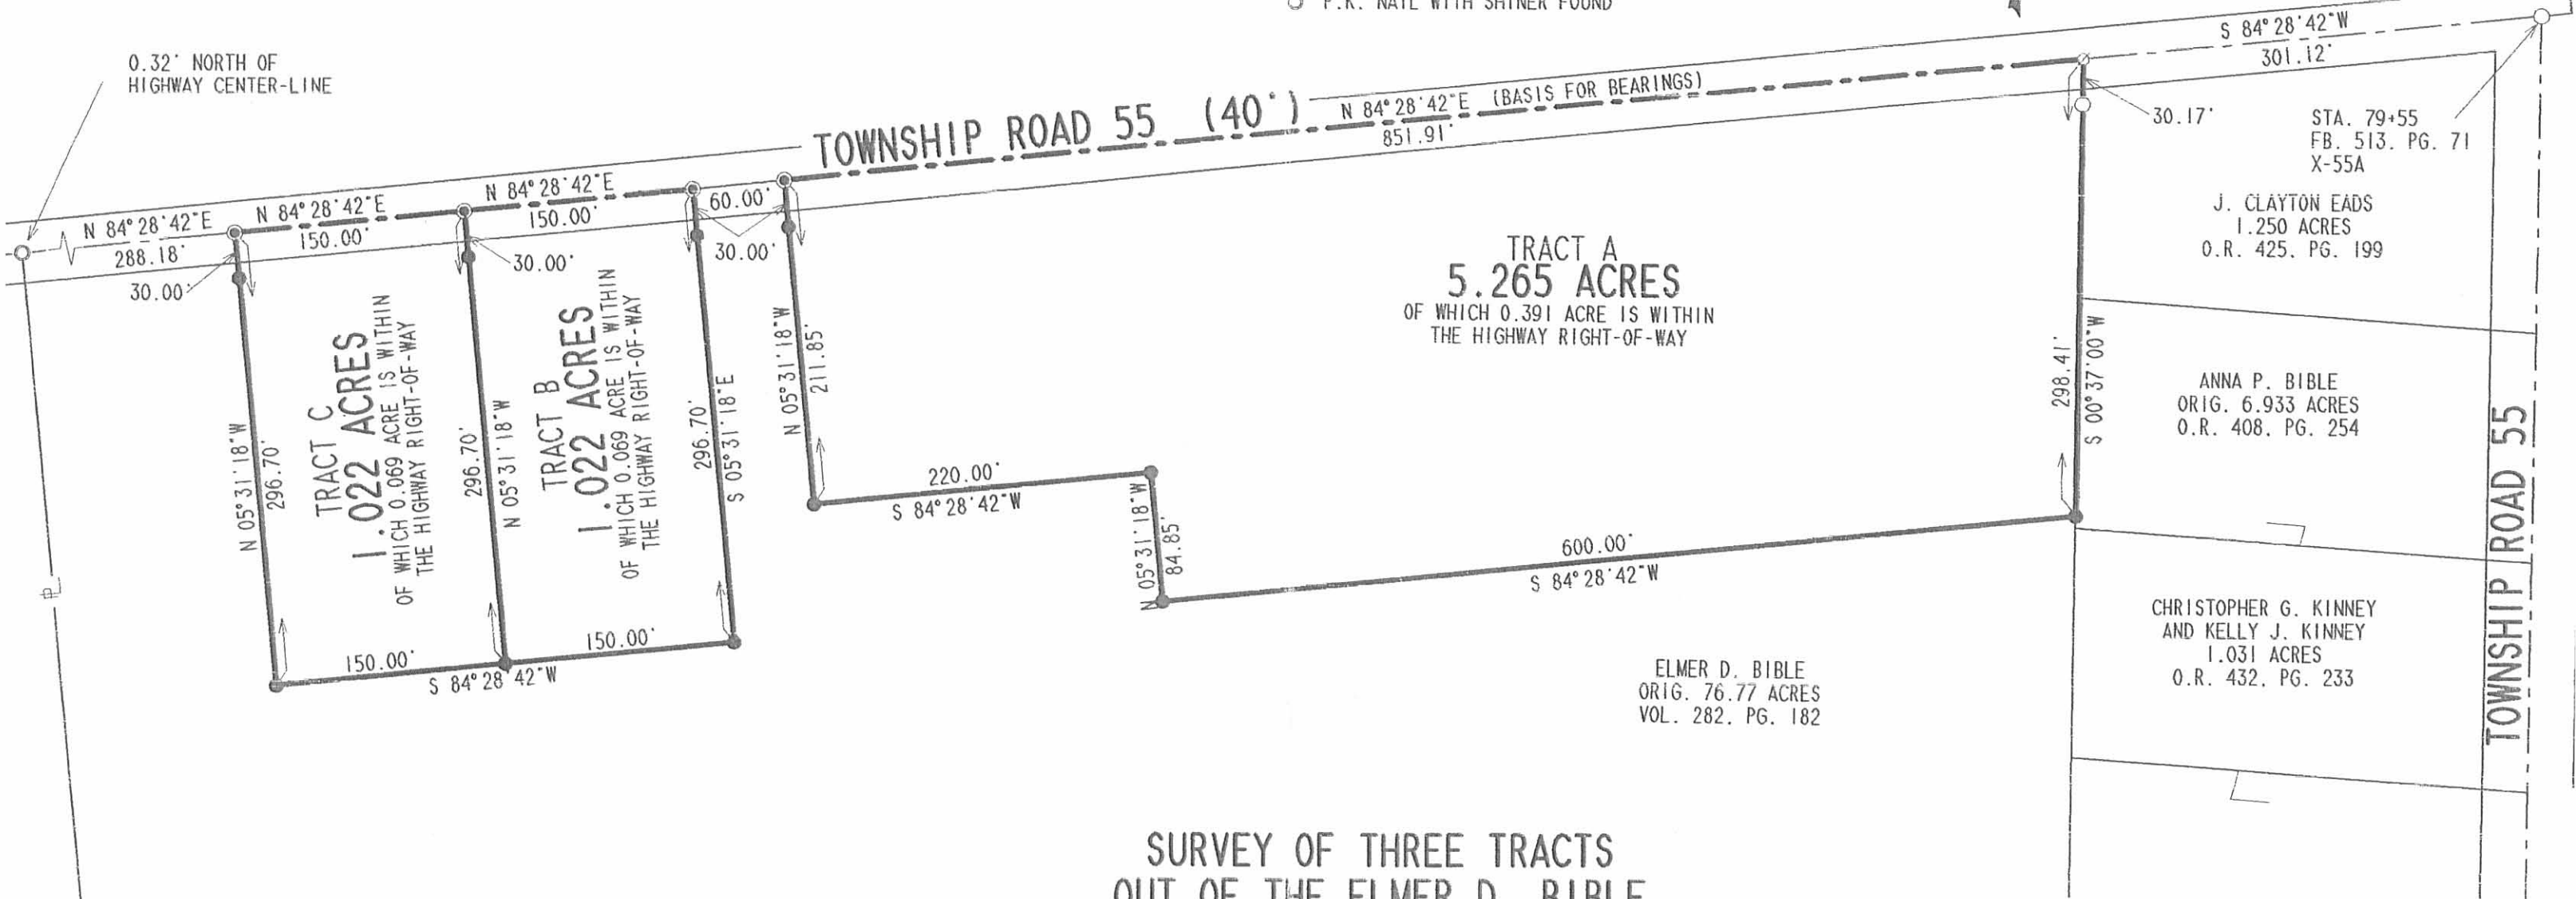 P.K. NAIL WITH SHINER FOUND
0.32' NORTH OF
HIGHWAY CENTER-LINE
S 84°28'42"W
301.12'
TOWNSHIP ROAD 55 (40')
N 84°28'42"E (BASIS FOR BEARINGS)
851.91'
30.17'
STA. 79+55
FB. 513. PG. 71
X-55A
N 84°28'42"E
288.18'
N 84°28'42"E
150.00'
N 84°28'42"E
150.00'
60.00'
30.00'
30.00'
30.00'
J. CLAYTON EADS
1.250 ACRES
O.R. 425. PG. 199
TRACT A
5.265 ACRES
OF WHICH 0.391 ACRE IS WITHIN
THE HIGHWAY RIGHT-OF-WAY
N 05°31'18"W
296.70'
TRACT C
1.022 ACRES
OF WHICH 0.069 ACRE IS WITHIN
THE HIGHWAY RIGHT-OF-WAY
296.70'
N 05°31'18"W
TRACT B
1.022 ACRES
OF WHICH 0.069 ACRE IS WITHIN
THE HIGHWAY RIGHT-OF-WAY
296.70'
S 05°31'18"E
N 05°31'18"W
211.85'
220.00'
S 84°28'42"W
N 05°31'18"W
84.85'
600.00'
S 84°28'42"W
298.41'
S 00°37'00"W
ANNA P. BIBLE
ORIG. 6.933 ACRES
O.R. 408. PG. 254
TOWNSHIP ROAD 55
CHRISTOPHER G. KINNEY
AND KELLY J. KINNEY
1.031 ACRES
O.R. 432. PG. 233
150.00'
150.00'
S 84°28'42"W
ELMER D. BIBLE
ORIG. 76.77 ACRES
VOL. 282. PG. 182
SURVEY OF THREE TRACTS
OUT OF THE ELMER D. BIBLE